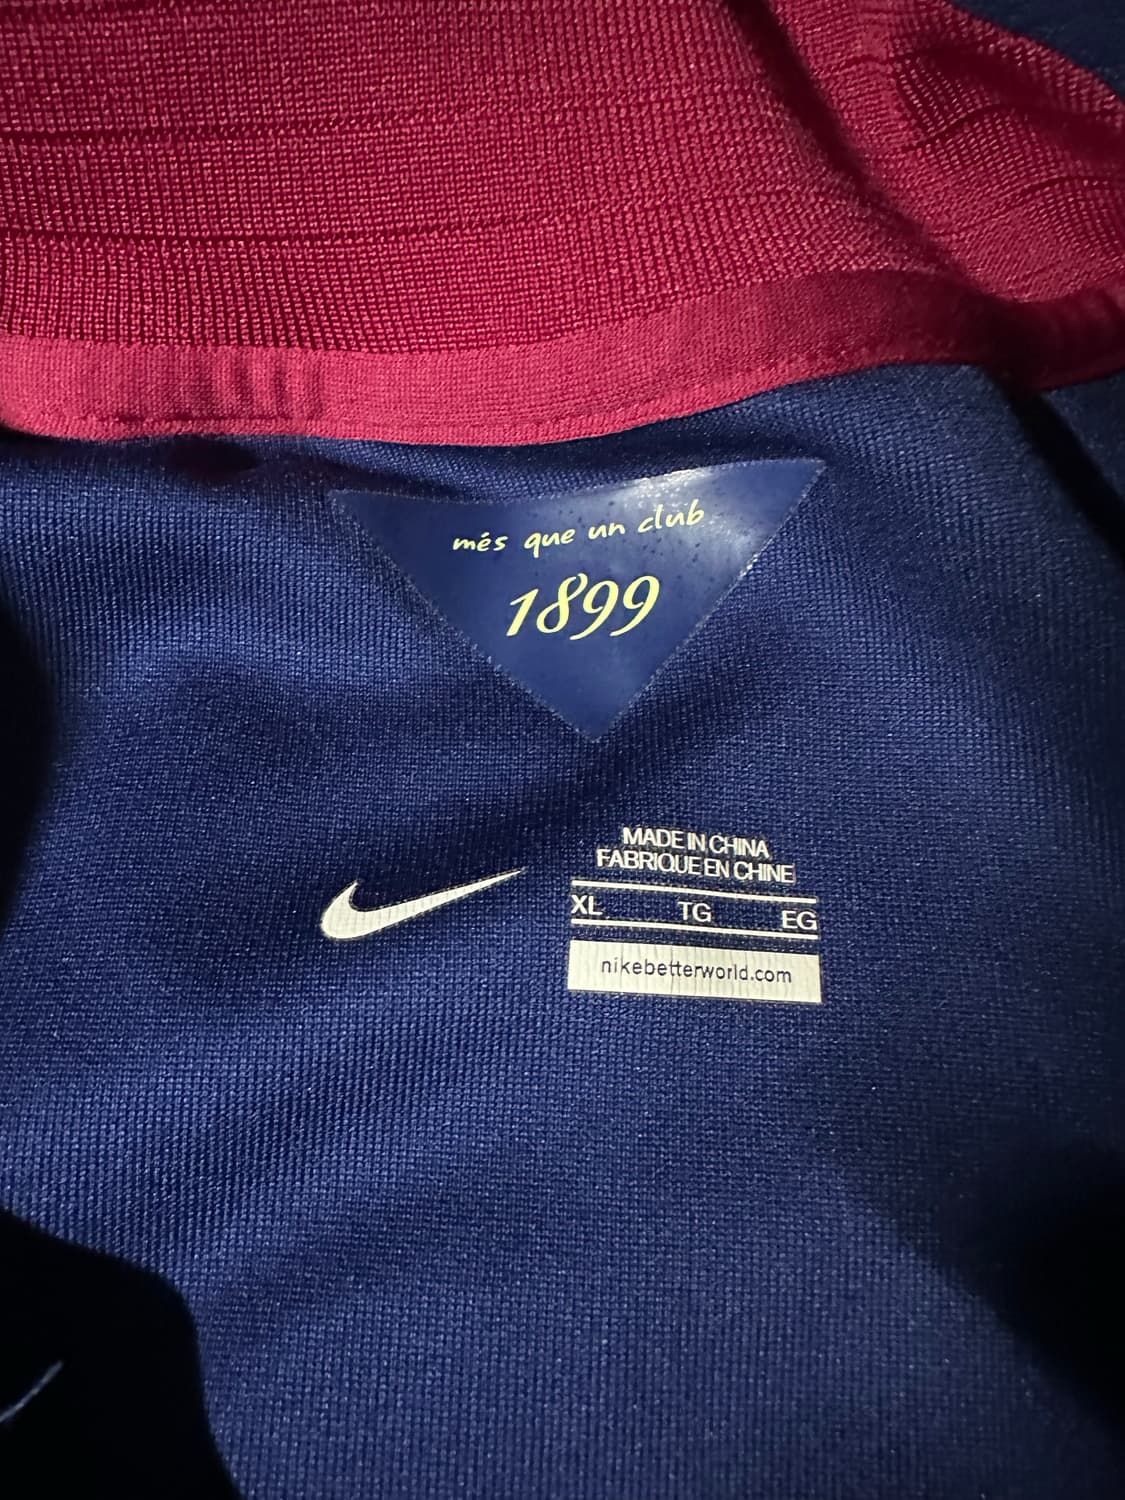 més que un club
1899
MADE IN CHINA
FABRIQUE EN CHINE
XL TG EG
nikebetterworld.com